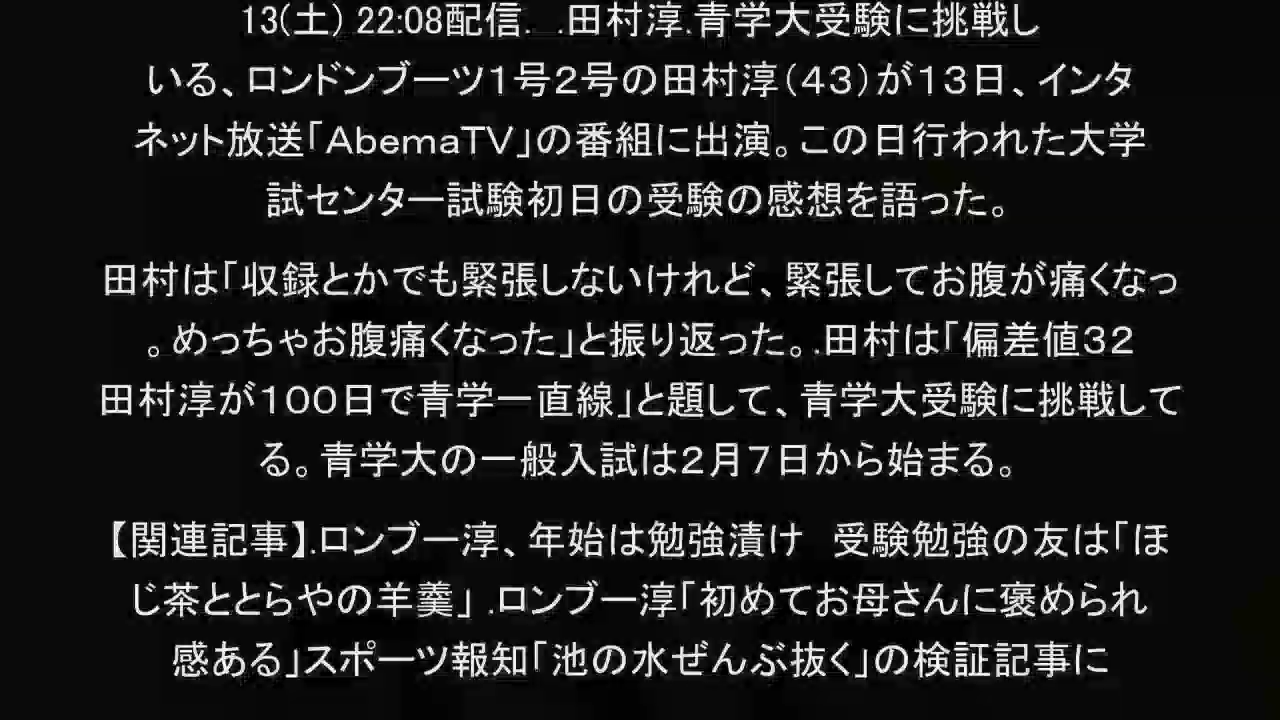 13(土) 22:08配信. .田村淳.青学大受験に挑戦し
いる、ロンドンブーツ１号２号の田村淳（４３）が１３日、インタ
ネット放送「ＡｂｅｍａＴＶ」の番組に出演。この日行われた大学
試センター試験初日の受験の感想を語った。
田村は「収録とかでも緊張しないけれど、緊張してお腹が痛くなっ
。めっちゃお腹痛くなった」と振り返った。.田村は「偏差値３２
田村淳が１００日で青学一直線」と題して、青学大受験に挑戦して
る。青学大の一般入試は２月７日から始まる。
【関連記事】.ロンブー淳、年始は勉強漬け　受験勉強の友は「ほ
じ茶ととらやの羊羹」 .ロンブー淳「初めてお母さんに褒められ
感ある」スポーツ報知「池の水ぜんぶ抜く」の検証記事に